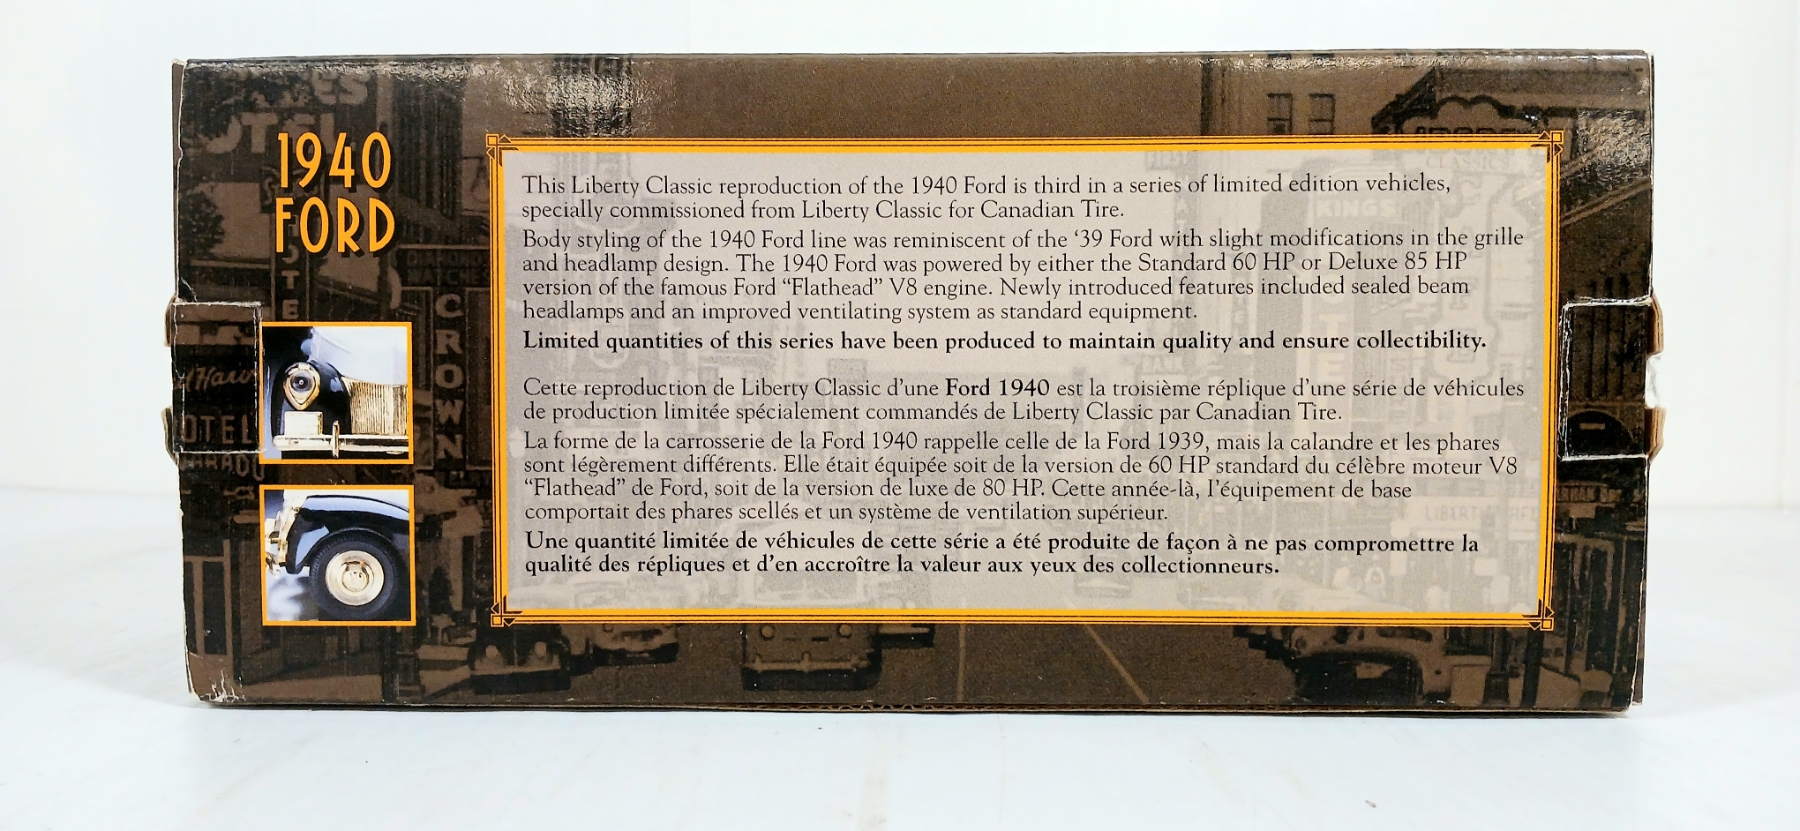 1940
FORD
This Liberty Classic reproduction of the 1940 Ford is third in a series of limited edition vehicles,
specially commissioned from Liberty Classic for Canadian Tire.
Body styling of the 1940 Ford line was reminiscent of the ‘39 Ford with slight modifications in the grille
and headlamp design. The 1940 Ford was powered by either the Standard 60 HP or Deluxe 85 HP
version of the famous Ford “Flathead” V8 engine. Newly introduced features included sealed beam
headlamps and an improved ventilating system as standard equipment.
Limited quantities of this series have been produced to maintain quality and ensure collectibility.
Cette reproduction de Liberty Classic d’une Ford 1940 est la troisième réplique d’une série de véhicules
de production limitée spécialement commandés de Liberty Classic par Canadian Tire.
La forme de la carrosserie de la Ford 1940 rappelle celle de la Ford 1939, mais la calandre et les phares
sont légèrement différents. Elle était équipée soit de la version de 60 HP standard du célèbre moteur V8
“Flathead” de Ford, soit de la version de luxe de 80 HP. Cette année-là, l’équipement de base
comportait des phares scellés et un système de ventilation supérieur.
Une quantité limitée de véhicules de cette série a été produite de façon à ne pas compromettre la
qualité des répliques et d’en accroître la valeur aux yeux des collectionneurs.
CROWN